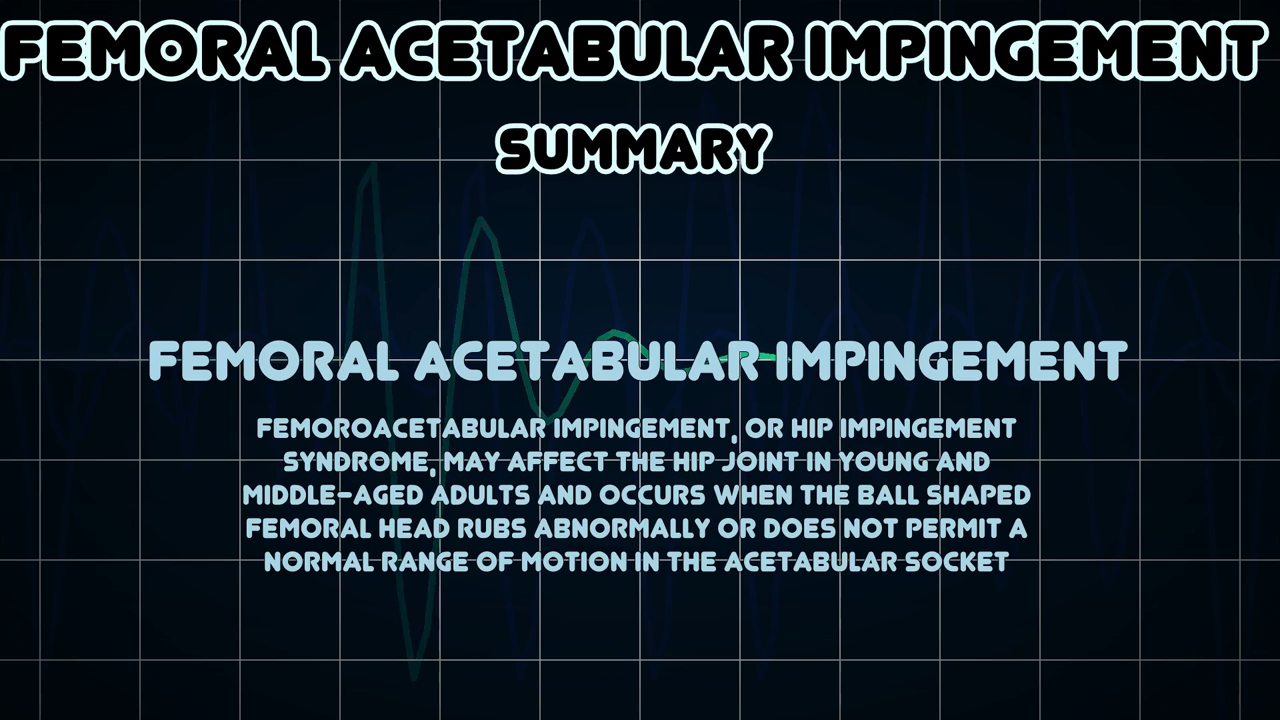 FEMORAL ACETABULAR IMPINGEMENT
SUMMARY
FEMORAL ACETABULAR IMPINGEMENT
FEMOROACETABULAR IMPINGEMENT, OR HIP IMPINGEMENT
SYNDROME, MAY AFFECT THE HIP JOINT IN YOUNG AND
MIDDLE-AGED ADULTS AND OCCURS WHEN THE BALL SHAPED
FEMORAL HEAD RUBS ABNORMALLY OR DOES NOT PERMIT A
NORMAL RANGE OF MOTION IN THE ACETABULAR SOCKET